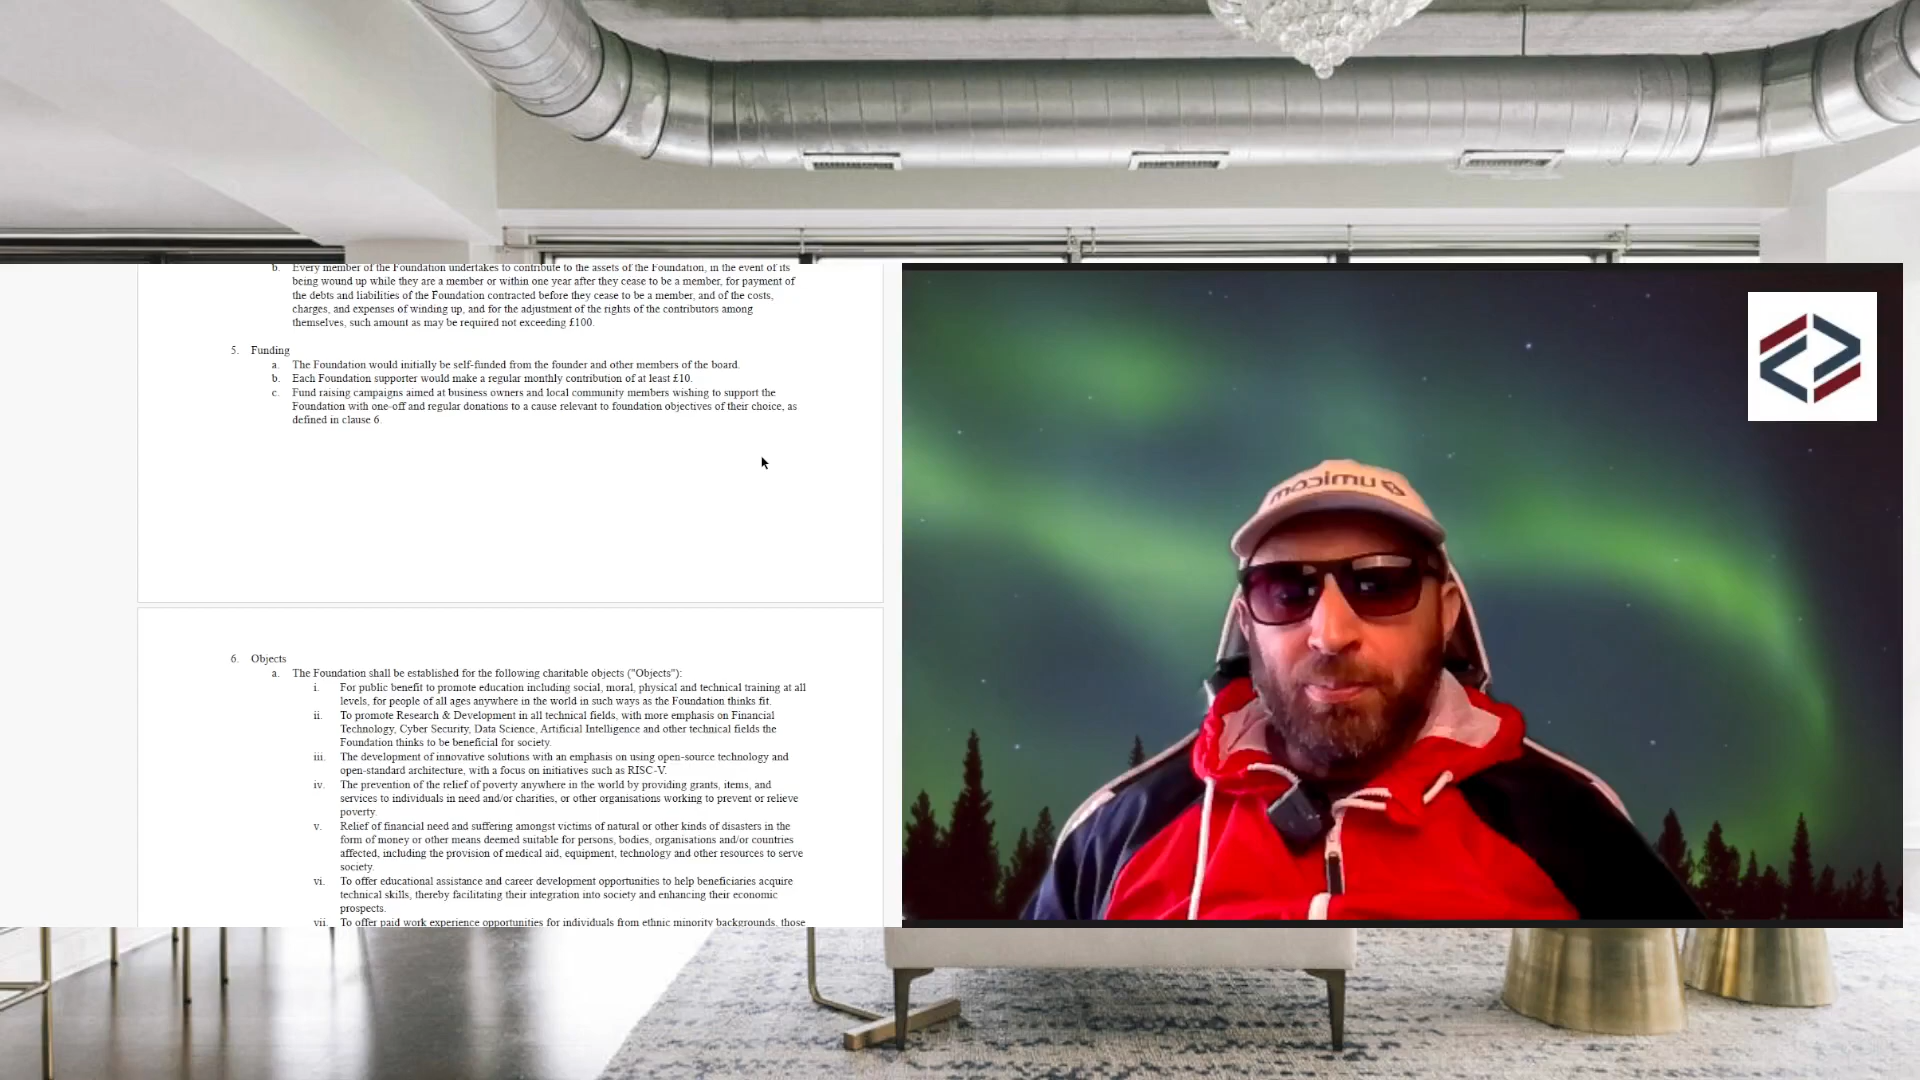 b. Every member of the Foundation undertakes to contribute to the assets of the Foundation, in the event of its
being wound up while they are a member or within one year after they cease to be a member, for payment of
the debts and liabilities of the Foundation contracted before they cease to be a member, and of the costs,
charges, and expenses of winding up, and for the adjustment of the rights of the contributors among
themselves, such amount as may be required not exceeding £100.
5. Funding
a. The Foundation would initially be self-funded from the founder and other members of the board.
b. Each Foundation supporter would make a regular monthly contribution of at least £10.
c. Fund raising campaigns aimed at business owners and local community members wishing to support the
Foundation with one-off and regular donations to a cause relevant to foundation objectives of their choice, as
defined in clause 6.
6. Objects
a. The Foundation shall be established for the following charitable objects ("Objects"):
i. For public benefit to promote education including social, moral, physical and technical training at all
levels, for people of all ages anywhere in the world in such ways as the Foundation thinks fit.
ii. To promote Research & Development in all technical fields, with more emphasis on Financial
Technology, Cyber Security, Data Science, Artificial Intelligence and other technical fields the
Foundation thinks to be beneficial for society.
iii. The development of innovative solutions with an emphasis on using open-source technology and
open-standard architecture, with a focus on initiatives such as RISC-V.
iv. The prevention of the relief of poverty anywhere in the world by providing grants, items, and
services to individuals in need and/or charities, or other organisations working to prevent or relieve
poverty.
v. Relief of financial need and suffering amongst victims of natural or other kinds of disasters in the
form of money or other means deemed suitable for persons, bodies, organisations and/or countries
affected, including the provision of medical aid, equipment, technology and other resources to serve
society.
vi. To offer educational assistance and career development opportunities to help beneficiaries acquire
technical skills, thereby facilitating their integration into society and enhancing their economic
prospects.
vii. To offer paid work experience opportunities for individuals from ethnic minority backgrounds, those
umicom